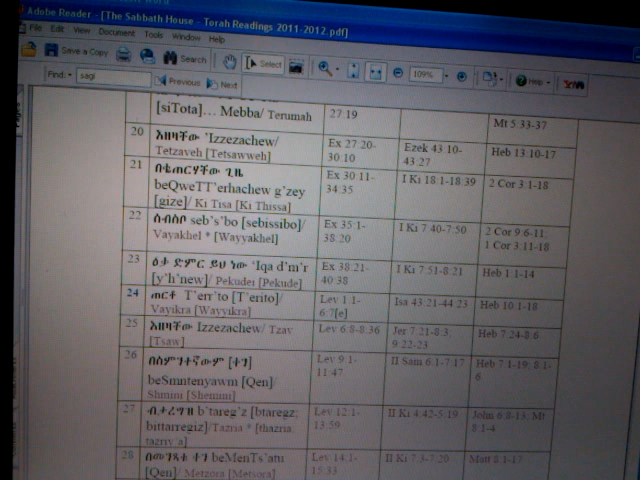 Adobe Reader - [The Sabbath House - Torah Readings 2011-2012.pdf]
File Edit View Document Tools Window Help
Save a Copy Search Select 109% Help
Find: sagi Previous Next
[siTota]… Mebba/ Terumah 27:19 Mt 5:33-37
20 እዘዛቸው 'Izzezachew/ Ex 27:20- Ezek 43:10- Heb 13:10-17
Tetzaveh [Tetsawweh] 30:10 43:27
21 በቈጠርሃቸው ጊዜ Ex 30:11- I Ki 18:1-18:39 2 Cor 3:1-18
beQweTT'erhachew g'zey 34:35
[gize]/ Ki Tisa [Ki Thissa]
22 ሰብስቦ seb's'bo [sebissibo]/ Ex 35:1- I Ki 7:40-7:50 2 Cor 9:6-11;
Vayakhel * [Wayyakhel] 38:20 1 Cor 3:11-18
23 ዕቃ ድምር ይህ ነው 'Iqa d'm'r Ex 38:21- I Ki 7:51-8:21 Heb 1:1-14
[y'h'new]/ Pekudei [Pekude] 40:38
24 ጠርቶ T'err'to [T'erito]/ Lev 1:1- Isa 43:21-44:23 Heb 10:1-18
Vayikra [Wayyikra] 6:7[e]
25 እዘዛቸው Izzezachew/ Tzav Lev 6:8-8:36 Jer 7:21-8:3; Heb 7:24-8:6
[Tsaw] 9:22-23
26 በስምንተኛውም [ቀን] Lev 9:1- II Sam 6:1-7:17 Heb 7:1-19; 8:1-
beSmntenyawm [Qen]/ 11:47 6
Shmini [Shemini]
27 ብታረግዝ b'tareg'z [btaregz; Lev 12:1- II Ki 4:42-5:19 John 6:8-13; Mt
bittarregiz]/Tazria * [thazria; 13:59 8:1-4
tazriy'a]
28 በመንጻቱ ቀን beMenTs'atu Lev 14:1- II Ki 7:3-7:20 Matt 8:1-17
[Qen]/ Metzora [Metsora] 15:33